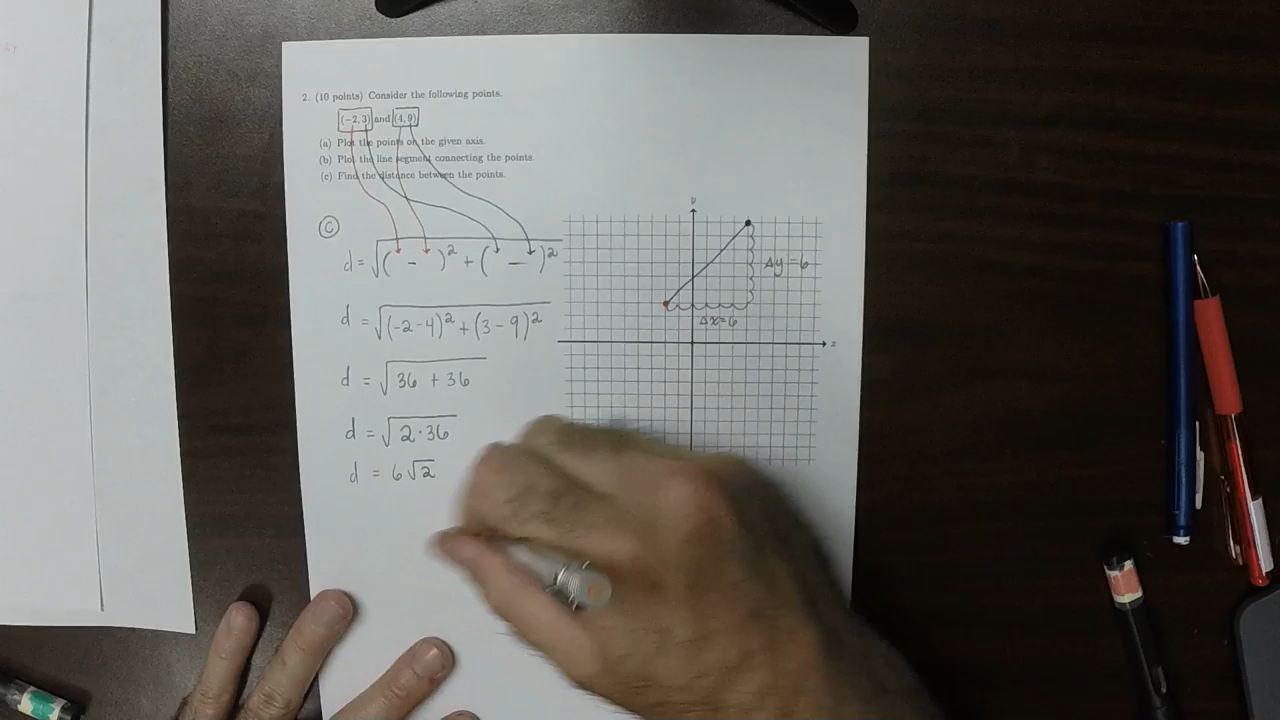 2. (10 points) Consider the following points.
(−2, 3) and (4, 9)
(a) Plot the points on the given axis.
(b) Plot the line segment connecting the points.
(c) Find the distance between the points.
C
d = √( − )² + ( − )²
d = √(-2-4)² + (3-9)²
d = √36 + 36
d = √2·36
d = 6√2
y
Δy = 6
Δx = 6
x